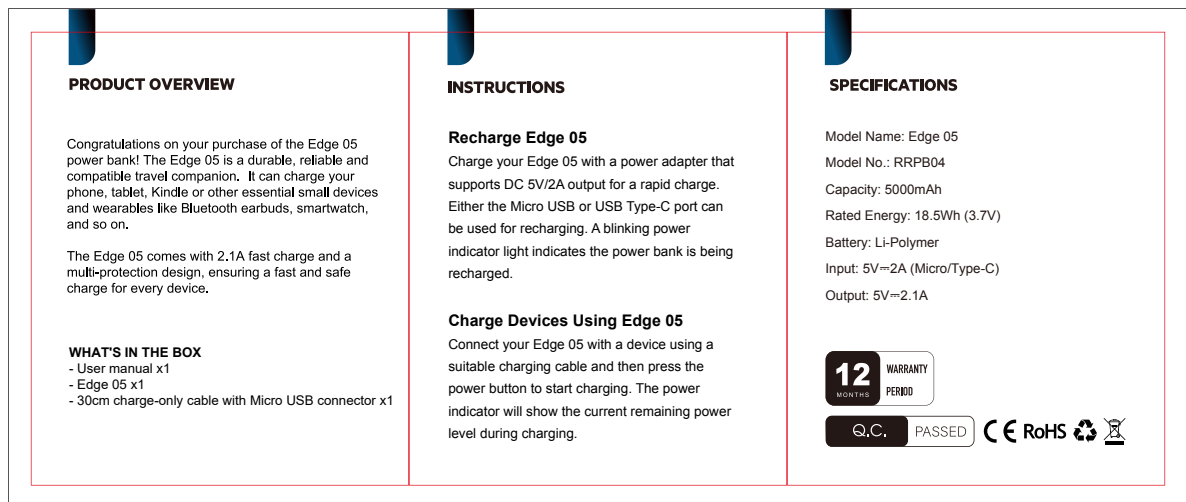 PRODUCT OVERVIEW
Congratulations on your purchase of the Edge 05
power bank! The Edge 05 is a durable, reliable and
compatible travel companion. It can charge your
phone, tablet, Kindle or other essential small devices
and wearables like Bluetooth earbuds, smartwatch,
and so on.
The Edge 05 comes with 2.1A fast charge and a
multi-protection design, ensuring a fast and safe
charge for every device.
WHAT'S IN THE BOX
- User manual x1
- Edge 05 x1
- 30cm charge-only cable with Micro USB connector x1
INSTRUCTIONS
Recharge Edge 05
Charge your Edge 05 with a power adapter that
supports DC 5V/2A output for a rapid charge.
Either the Micro USB or USB Type-C port can
be used for recharging. A blinking power
indicator light indicates the power bank is being
recharged.
Charge Devices Using Edge 05
Connect your Edge 05 with a device using a
suitable charging cable and then press the
power button to start charging. The power
indicator will show the current remaining power
level during charging.
SPECIFICATIONS
Model Name: Edge 05
Model No.: RRPB04
Capacity: 5000mAh
Rated Energy: 18.5Wh (3.7V)
Battery: Li-Polymer
Input: 5V⎓2A (Micro/Type-C)
Output: 5V⎓2.1A
12
MONTHS
WARRANTY
PERIOD
Q.C. PASSED CE RoHS